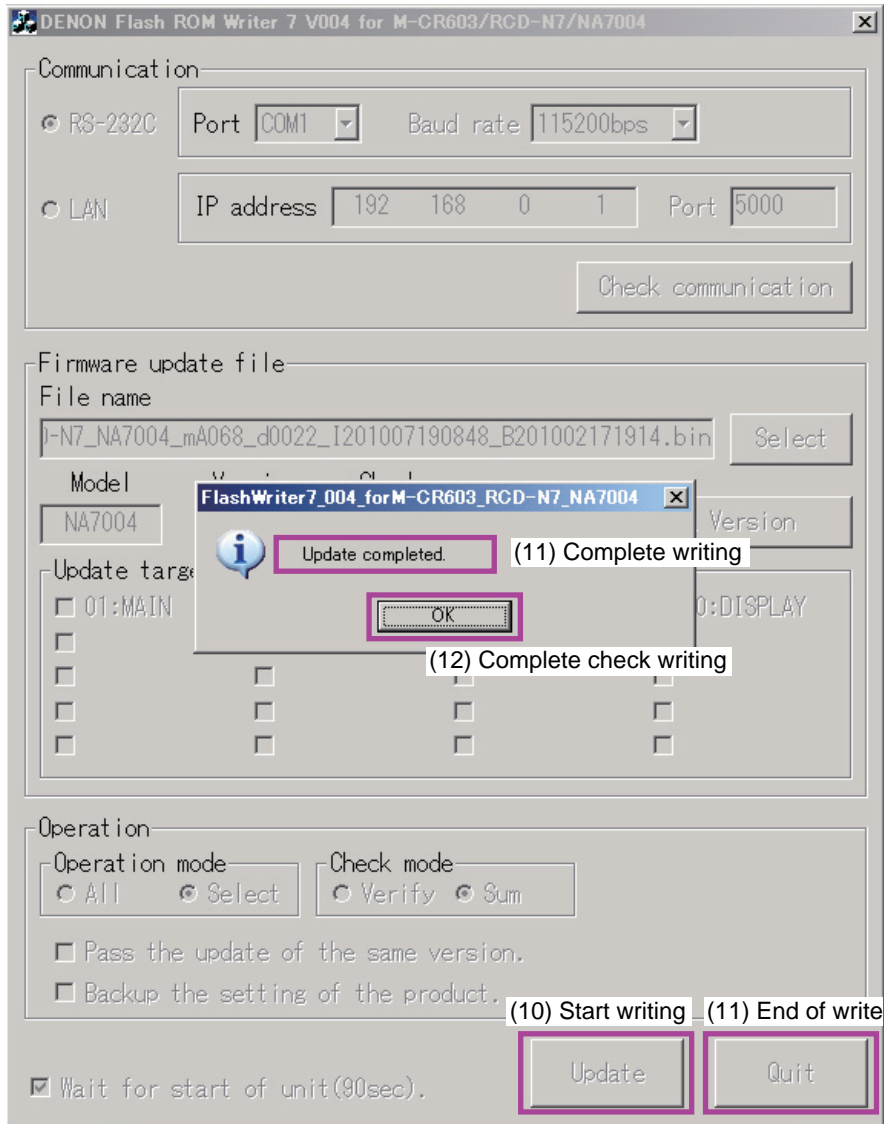 DENON Flash ROM Writer 7 V004 for M-CR603/RCD-N7/NA7004
Communication
RS-232C Port COM1 Baud rate 115200bps
LAN IP address 192 168 0 1 Port 5000
Check communication
Firmware update file
File name
-N7_NA7004_mA068_d0022_I201007190848_B201002171914.bin Select
Model
FlashWriter7_004_forM-CR603_RCD-N7_NA7004
NA7004 Version
Update completed. (11) Complete writing
Update targe
01:MAIN OK 0:DISPLAY
(12) Complete check writing
Operation
Operation mode Check mode
All Select Verify Sum
Pass the update of the same version.
Backup the setting of the product.
(10) Start writing (11) End of write
Update Quit
Wait for start of unit(90sec).